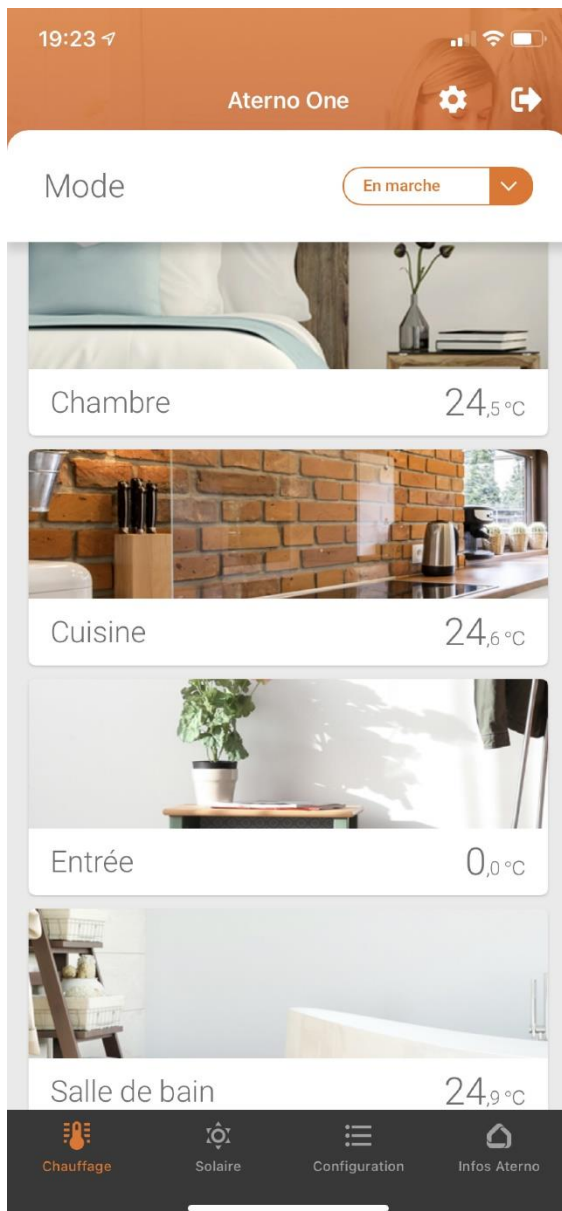 19:23
Aterno One
Mode
En marche
Chambre 24,5 °C
Cuisine 24,6 °C
Entrée 0,0 °C
Salle de bain 24,9 °C
Chauffage Solaire Configuration Infos Aterno